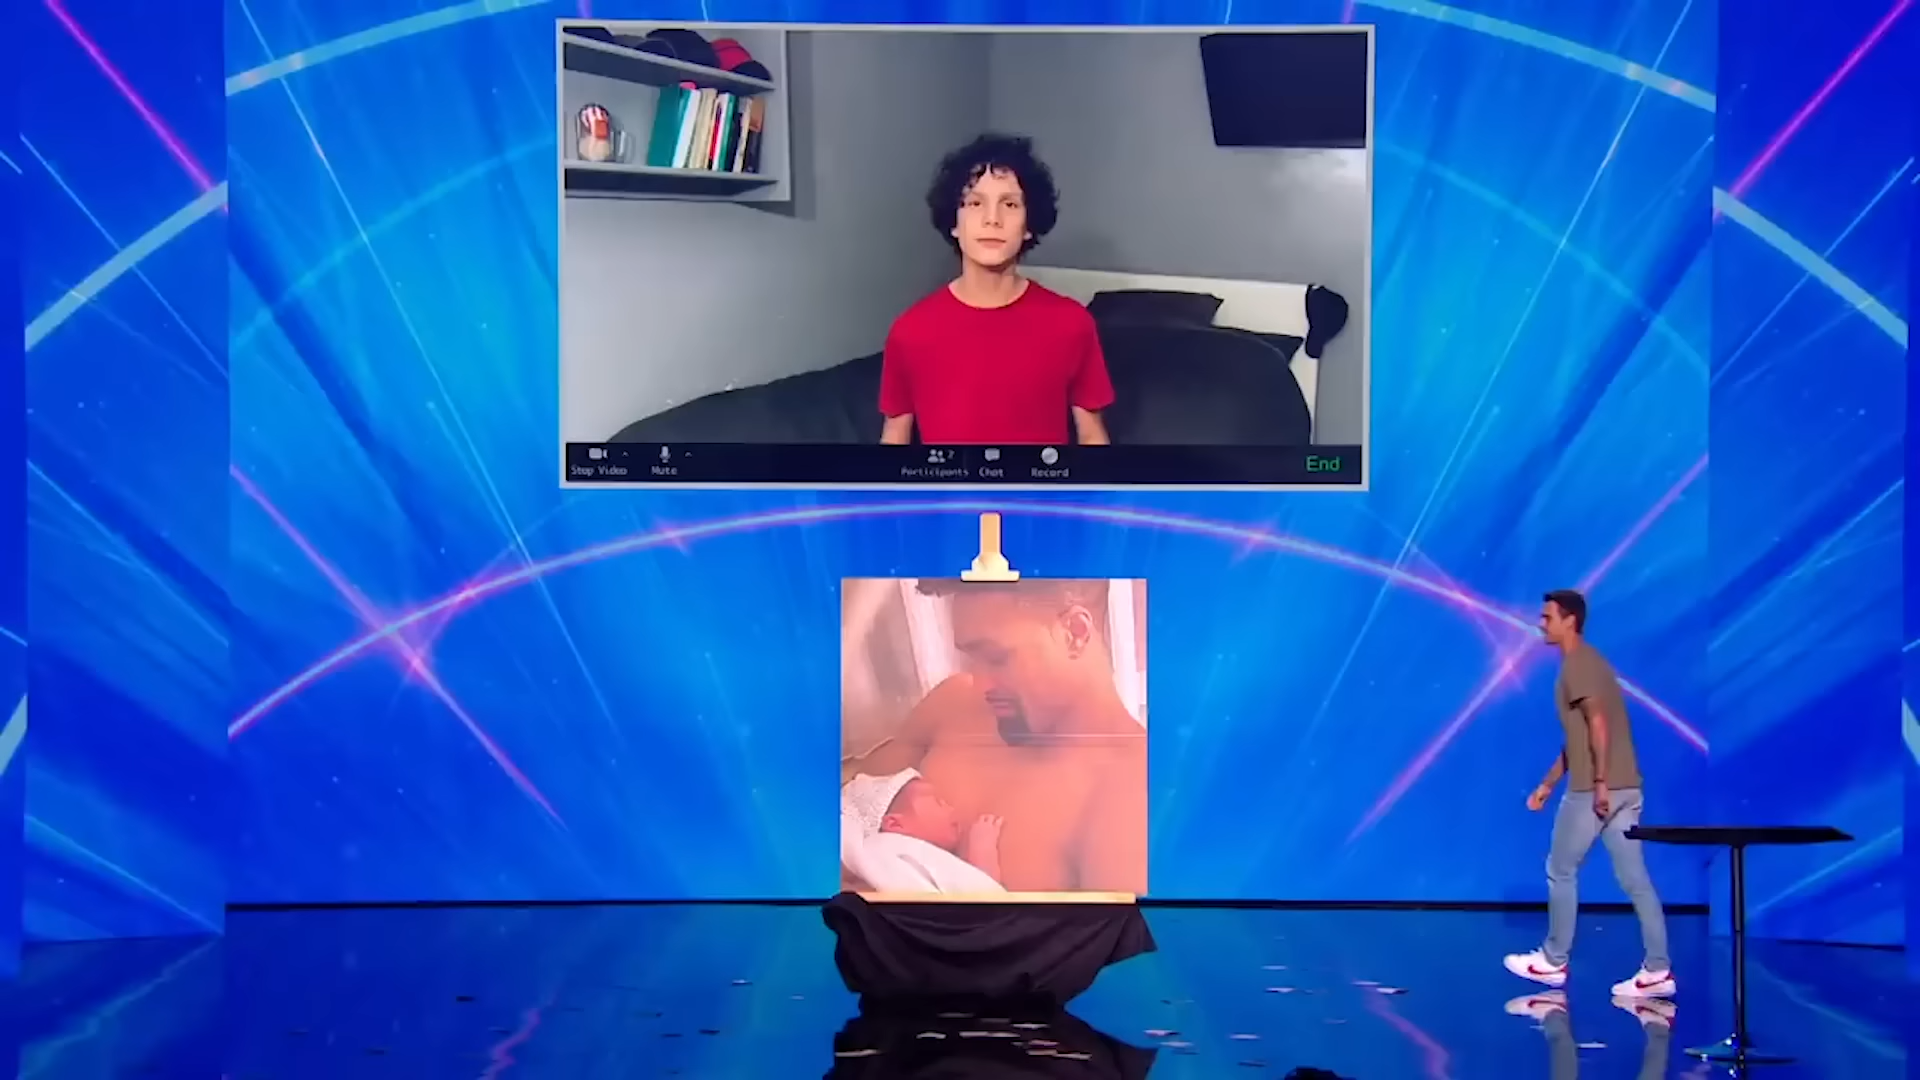 Stop Video
Mute
Participants
Chat
Record
End